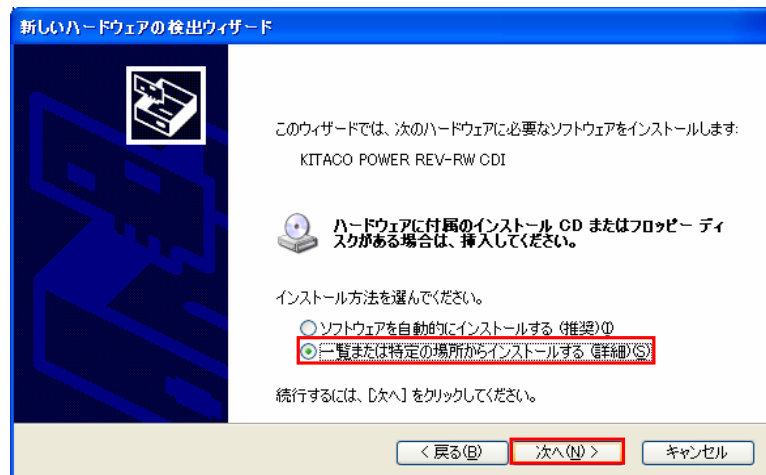 新しいハードウェアの検出ウィザード
このウィザードでは、次のハードウェアに必要なソフトウェアをインストールします:
KITACO POWER REV-RW CDI
ハードウェアに付属のインストール CD またはフロッピー ディ
スクがある場合は、挿入してください。
インストール方法を選んでください。
ソフトウェアを自動的にインストールする (推奨)(I)
一覧または特定の場所からインストールする (詳細)(S)
続行するには、[次へ] をクリックしてください。
< 戻る(B) 次へ(N) > キャンセル